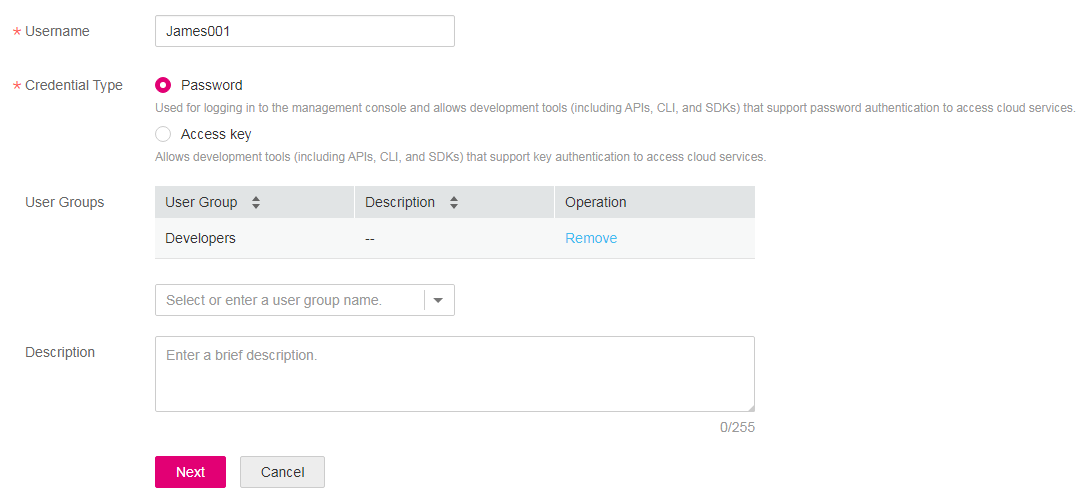 * Username James001
* Credential Type Password
Used for logging in to the management console and allows development tools (including APIs, CLI, and SDKs) that support password authentication to access cloud services.
Access key
Allows development tools (including APIs, CLI, and SDKs) that support key authentication to access cloud services.
User Groups User Group Description Operation
Developers -- Remove
Select or enter a user group name.
Description Enter a brief description.
0/255
Next Cancel